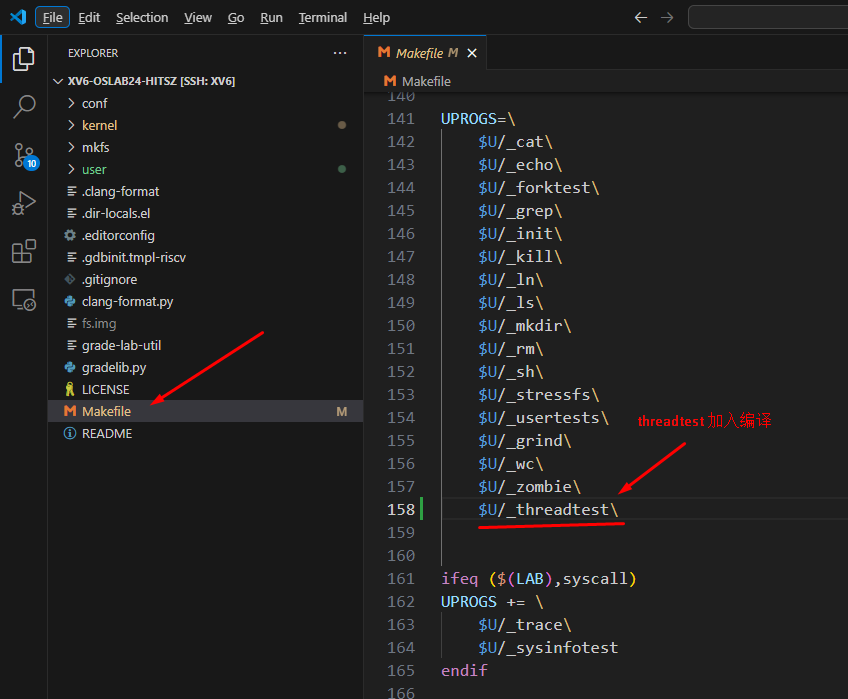 File Edit Selection View Go Run Terminal Help
EXPLORER
XV6-OSLAB24-HITSZ [SSH: XV6]
conf
kernel
mkfs
user
.clang-format
.dir-locals.el
.editorconfig
.gdbinit.tmpl-riscv
.gitignore
clang-format.py
fs.img
grade-lab-util
gradelib.py
LICENSE
Makefile M
README
10
Makefile M
Makefile
140
141 UPROGS=\
142 $U/_cat\
143 $U/_echo\
144 $U/_forktest\
145 $U/_grep\
146 $U/_init\
147 $U/_kill\
148 $U/_ln\
149 $U/_ls\
150 $U/_mkdir\
151 $U/_rm\
152 $U/_sh\
153 $U/_stressfs\
154 $U/_usertests\
155 $U/_grind\
156 $U/_wc\
157 $U/_zombie\
158 $U/_threadtest\
159
160
161 ifeq ($(LAB),syscall)
162 UPROGS += \
163 $U/_trace\
164 $U/_sysinfotest
165 endif
166
threadtest 加入编译